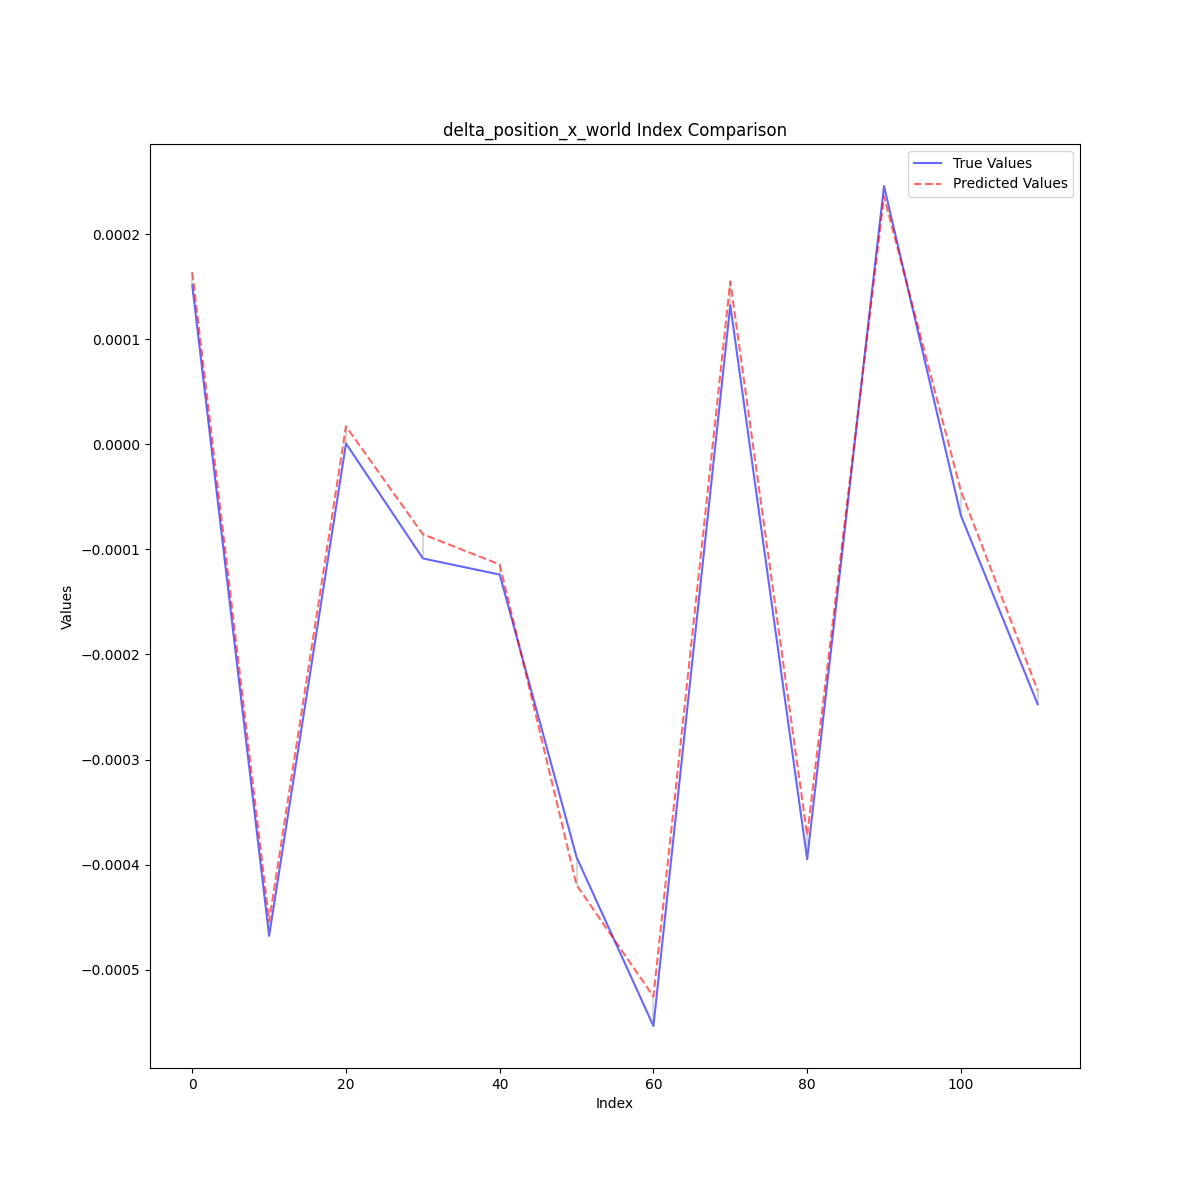 delta_position_x_world Index Comparison
True Values
Predicted Values
0.0002
0.0001
0.0000
−0.0001
−0.0002
−0.0003
−0.0004
−0.0005
Values
0 20 40 60 80 100
Index